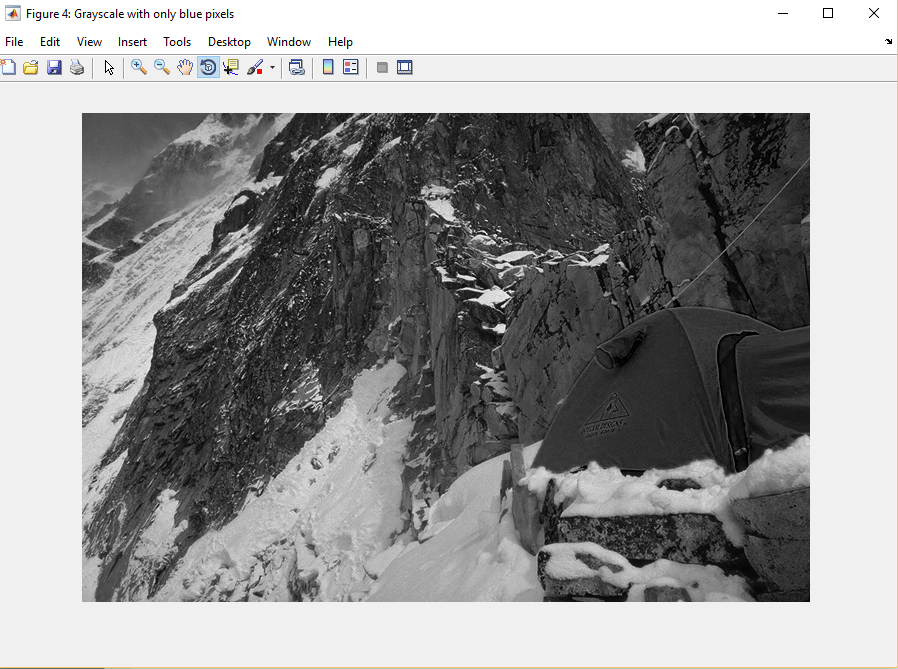 Figure 4: Grayscale with only blue pixels
File Edit View Insert Tools Desktop Window Help